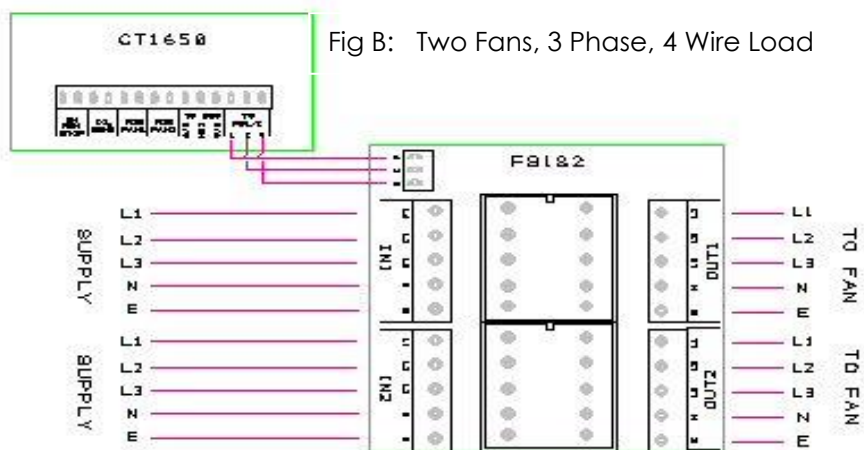 CT1650
Fig B: Two Fans, 3 Phase, 4 Wire Load
F9182
SUPPLY
L1
L2
L3
N
E
IN1
OUT1
L1
L2
L3
N
E
TO FAN
SUPPLY
L1
L2
L3
N
E
IN2
OUT2
L1
L2
L3
N
E
TO FAN